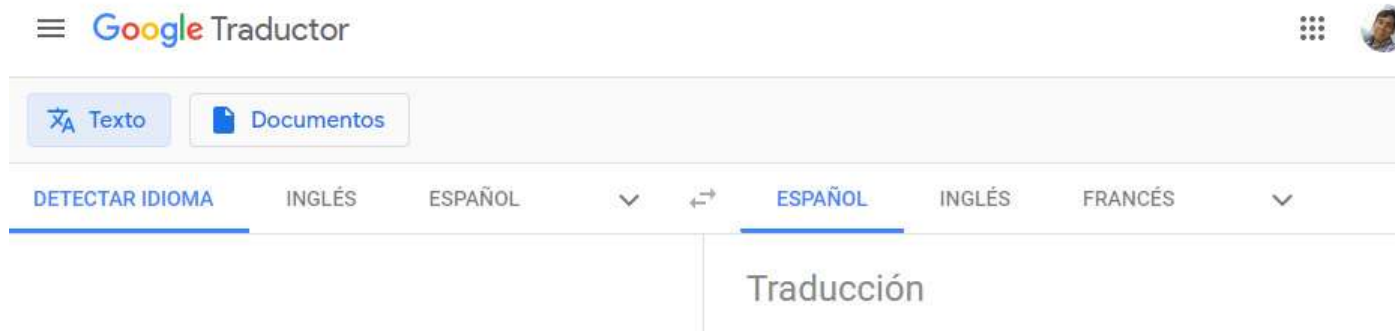 Google Traductor
Texto Documentos
DETECTAR IDIOMA INGLÉS ESPAÑOL ESPAÑOL INGLÉS FRANCÉS
Traducción